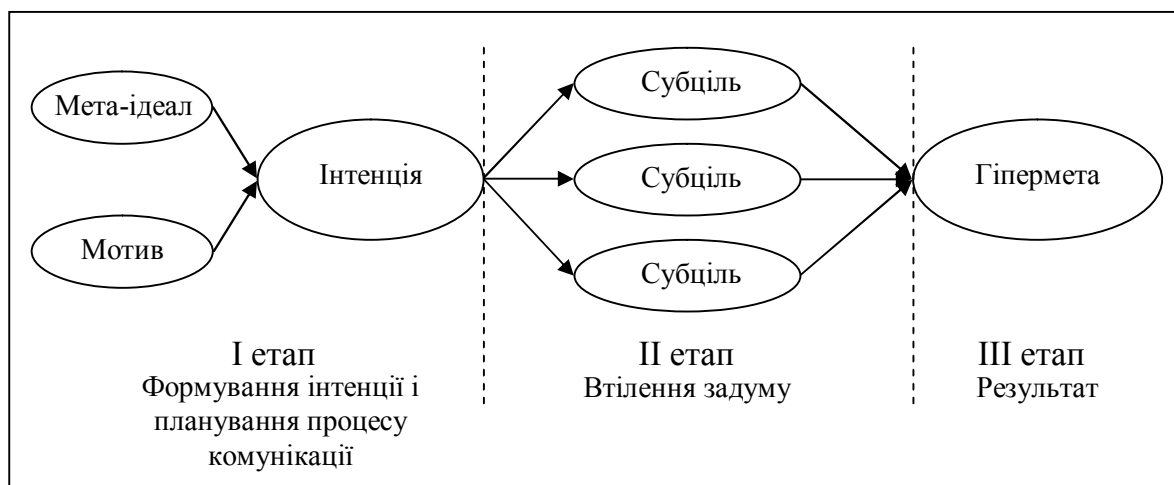 Мета-ідеал
Мотив
Інтенція
Субціль
Субціль
Субціль
Гіпермета
І етап
Формування інтенції і
планування процесу
комунікації
ІІ етап
Втілення задуму
ІІІ етап
Результат